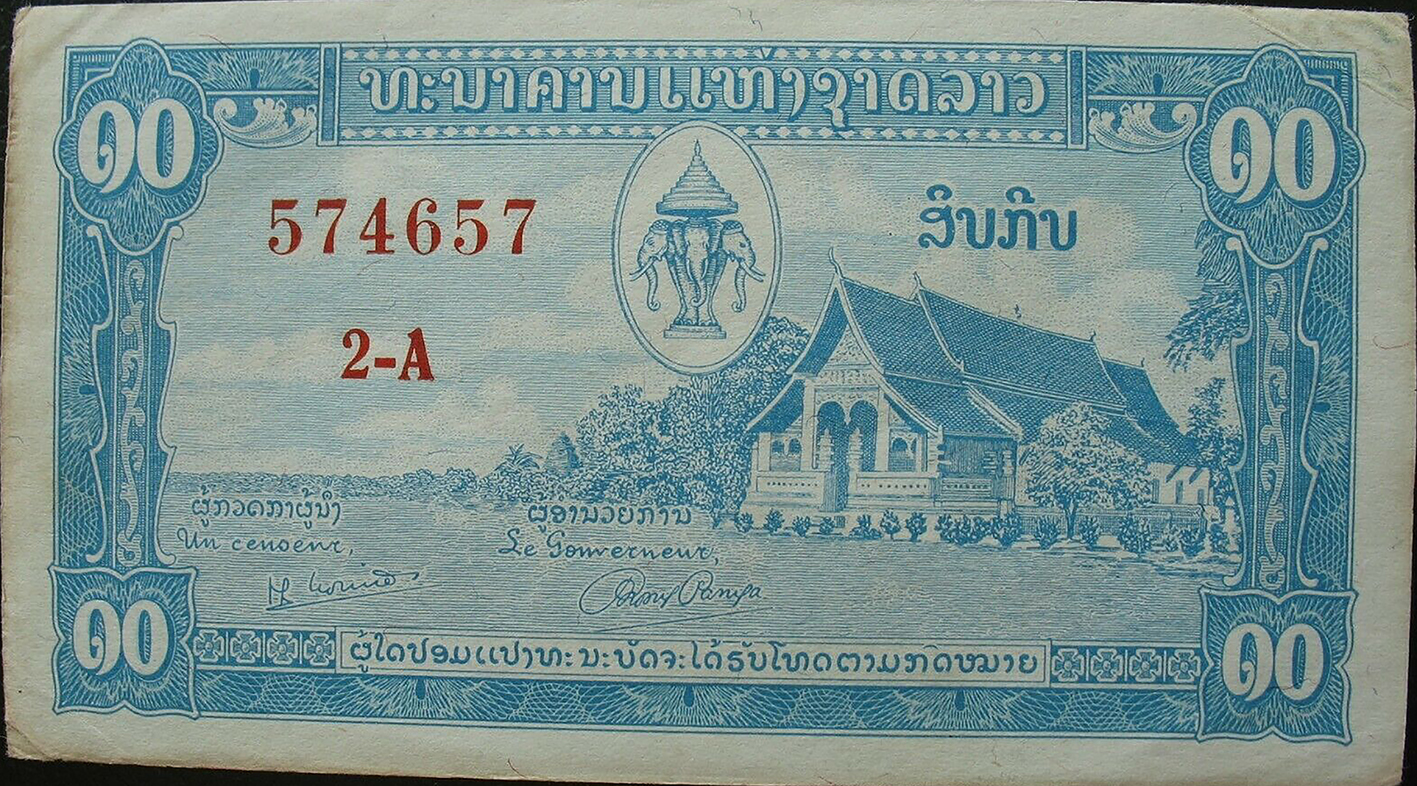 ທະນາຄານແຫ່ງຊາດລາວ
໑໐ ໑໐
574657
ສິບກີບ
2-A
ຜູ້ກວດກາຜູ້ນຶ່ງ ຜູ້ອຳນວຍການ
Un censeur, Le Gouverneur,
ຜູ້ໃດປອມແປງທະນະບັດຈະໄດ້ຮັບໂທດຕາມກົດໝາຍ
໑໐ ໑໐